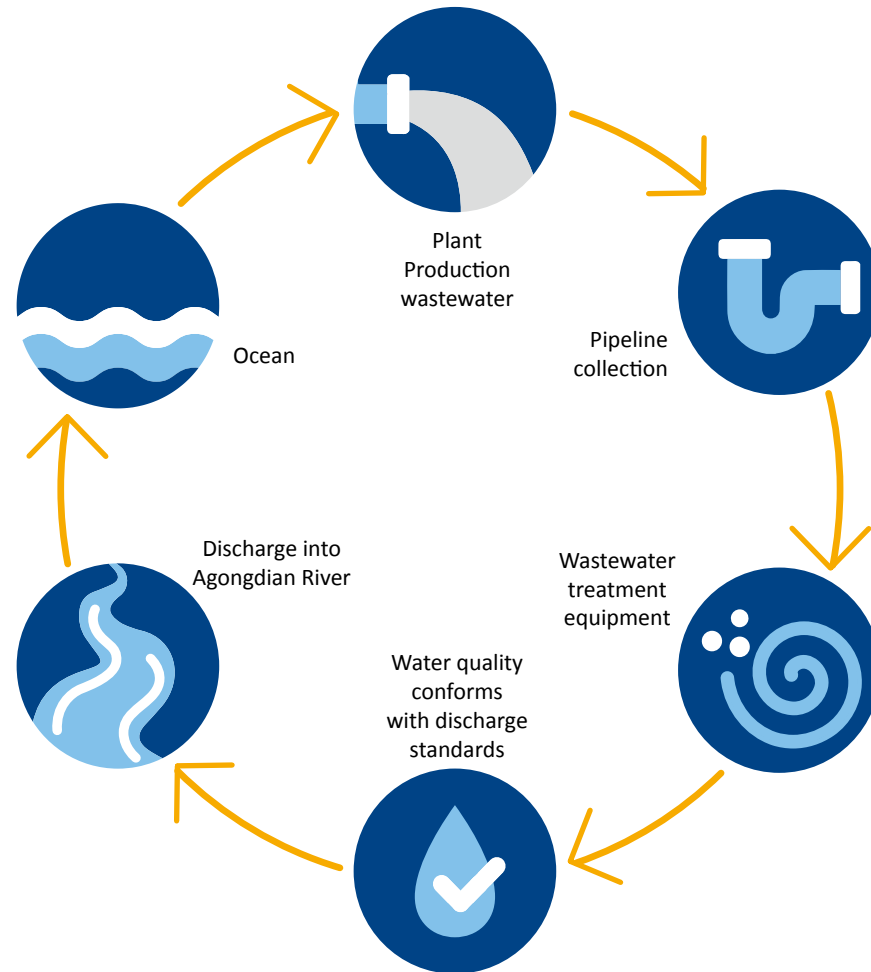 Plant
Production
wastewater
Pipeline
collection
Ocean
Wastewater
treatment
equipment
Discharge into
Agongdian River
Water quality
conforms
with discharge
standards